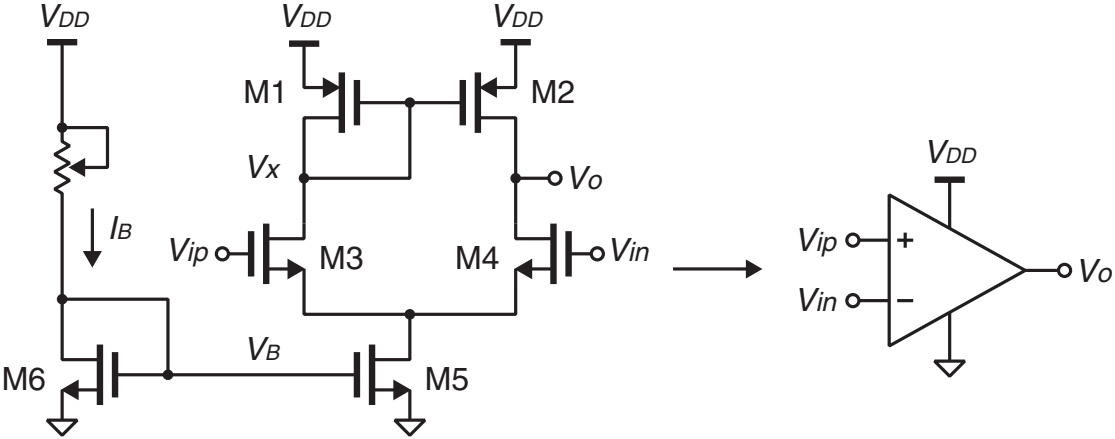 VDD VDD VDD
M1 M2
VDD
Vx Vo
IB Vip M3 M4 Vin
Vip + Vo
Vin −
VB
M6 M5